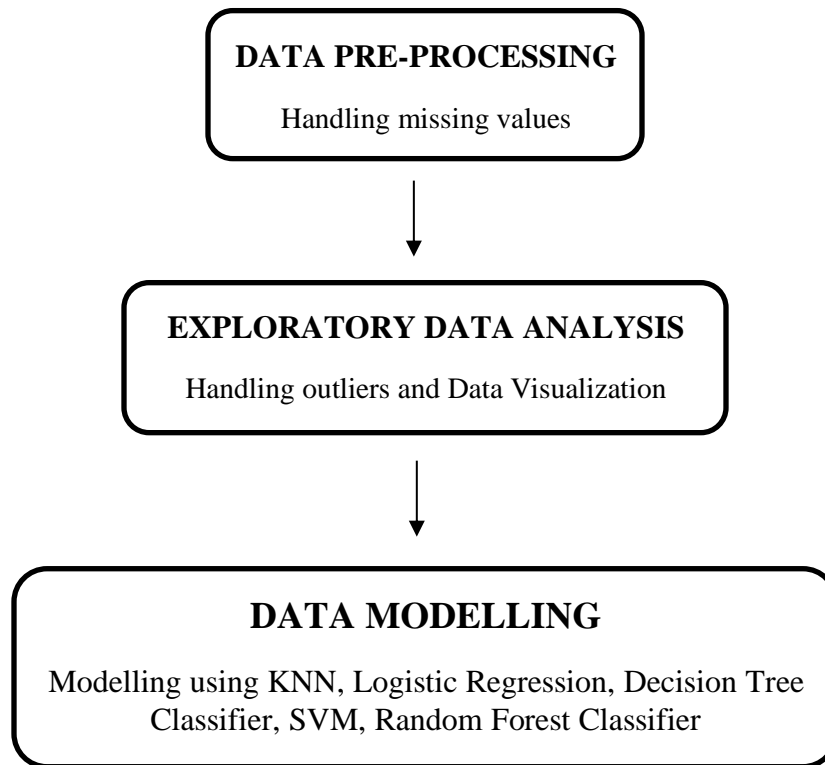 DATA PRE-PROCESSING
Handling missing values
EXPLORATORY DATA ANALYSIS
Handling outliers and Data Visualization
DATA MODELLING
Modelling using KNN, Logistic Regression, Decision Tree
Classifier, SVM, Random Forest Classifier